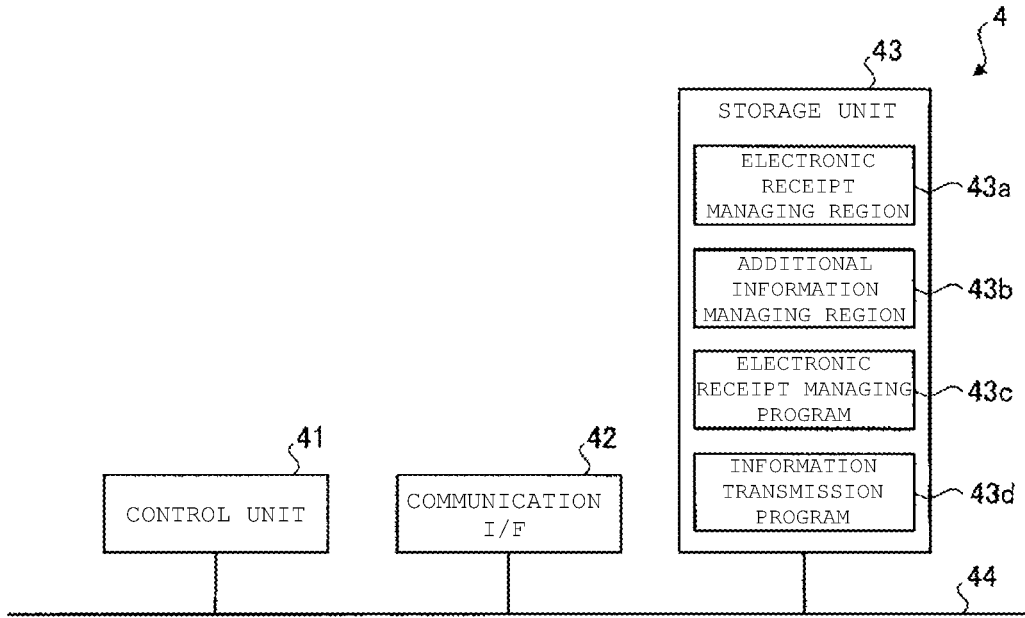 4
43
STORAGE UNIT
ELECTRONIC
RECEIPT
MANAGING REGION
43a
ADDITIONAL
INFORMATION
MANAGING REGION
43b
ELECTRONIC
RECEIPT MANAGING
PROGRAM
43c
INFORMATION
TRANSMISSION
PROGRAM
43d
41
CONTROL UNIT
42
COMMUNICATION
I/F
44